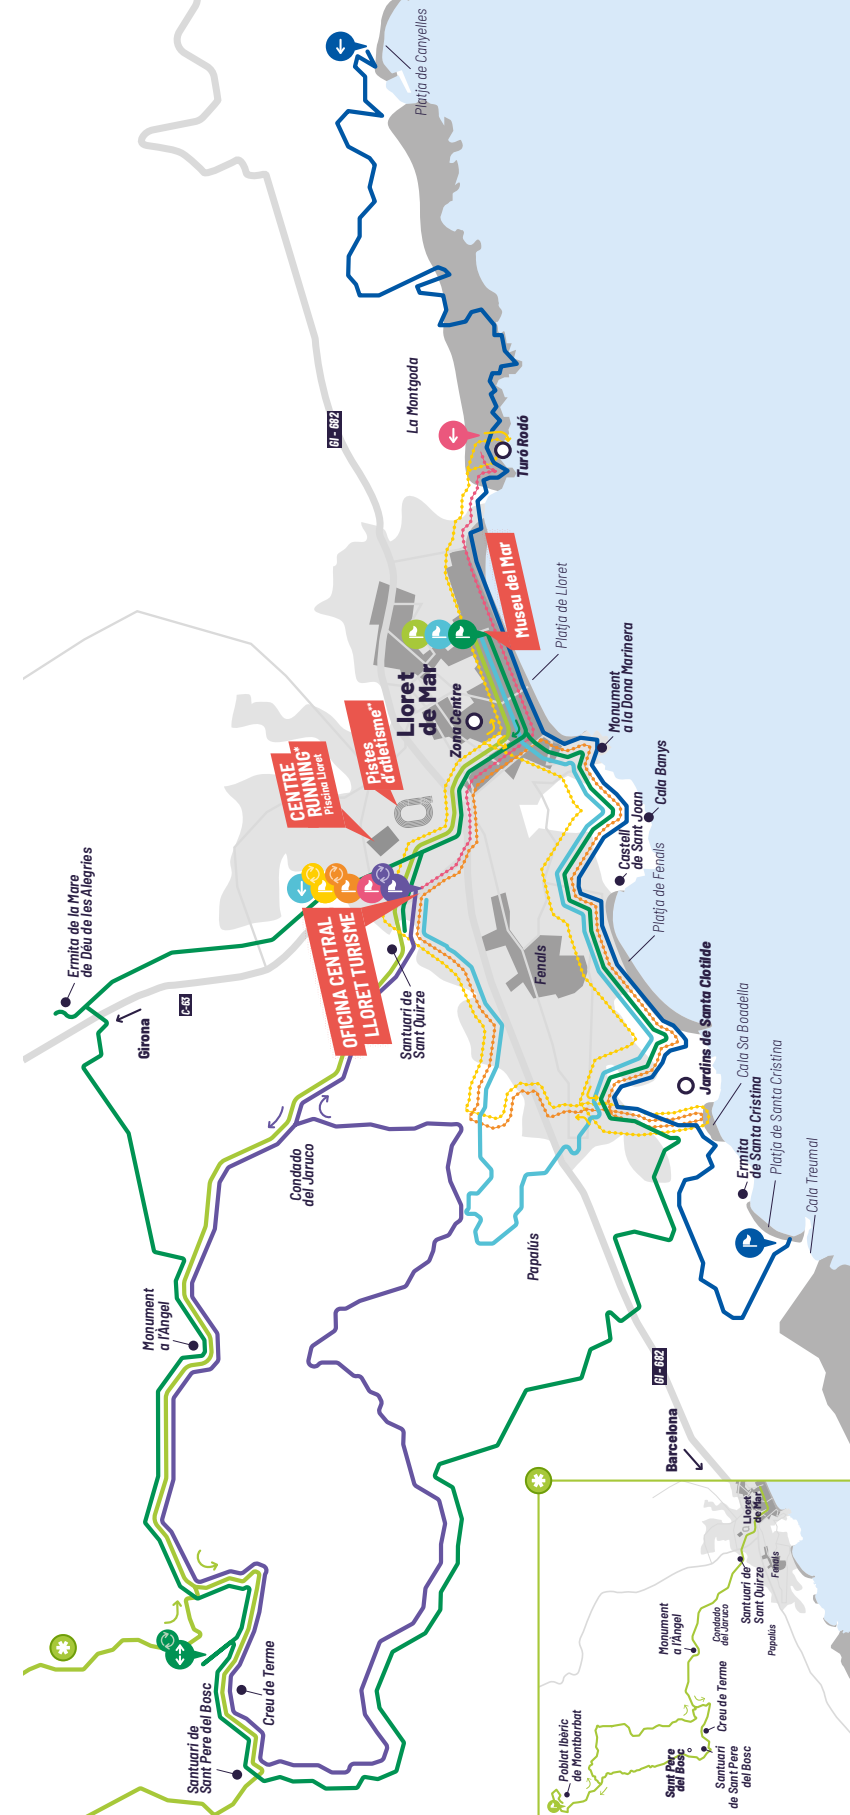 Platja de Canyelles
GI - 682
La Montgoda
Turó Rodó
Museu del Mar
Platja de Lloret
Lloret
de Mar
Zona Centre
Monument
a la Dona Marinera
Pistes
d'atletisme**
CENTRE
RUNNING*
Piscina Lloret
Cala Banys
Castell
de Sant Joan
Platja de Fenals
Ermita de la Mare
de Déu de les Alegries
OFICINA CENTRAL
LLORET TURISME
Fenals
C-63
Girona
Santuari de
Sant Quirze
Jardins de Santa Clotilde
Cala Sa Boadella
Ermita
de Santa Cristina
Platja de Santa Cristina
Cala Treumal
Condado
del Jaruco
Papalús
Monument
a l'Àngel
GI - 682
Barcelona
Creu de Terme
Santuari de
Sant Pere del Bosc
Lloret
de Mar
Fenals
Santuari de
Sant Quirze
Condado
del Jaruco
Papalús
Monument
a l'Àngel
Creu de Terme
Sant Pere
del Bosc
Santuari
de Sant Pere
del Bosc
Poblat Ibèric
de Montbarbat